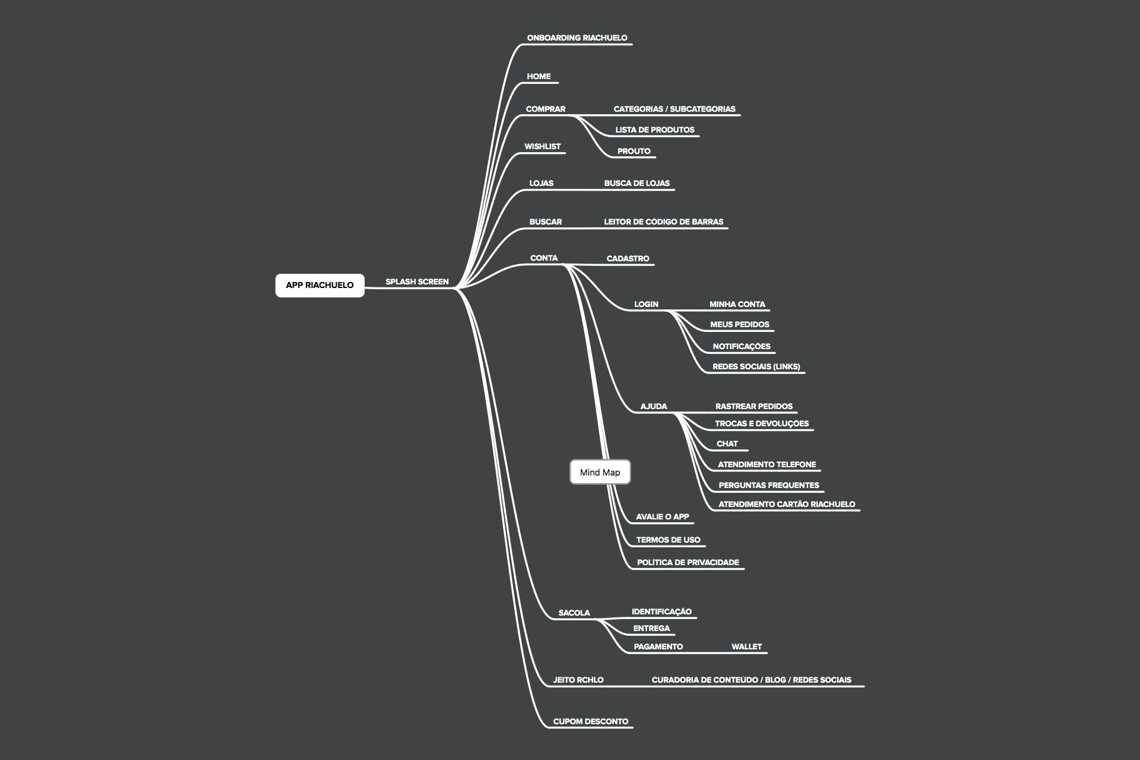 ONBOARDING RIACHUELO
HOME
COMPRAR
CATEGORIAS / SUBCATEGORIAS
LISTA DE PRODUTOS
PROUTO
WISHLIST
LOJAS
BUSCA DE LOJAS
BUSCAR
LEITOR DE CÓDIGO DE BARRAS
CONTA
CADASTRO
APP RIACHUELO
SPLASH SCREEN
LOGIN
MINHA CONTA
MEUS PEDIDOS
NOTIFICAÇÕES
REDES SOCIAIS (LINKS)
AJUDA
RASTREAR PEDIDOS
TROCAS E DEVOLUÇÕES
CHAT
ATENDIMENTO TELEFONE
PERGUNTAS FREQUENTES
ATENDIMENTO CARTÃO RIACHUELO
Mind Map
AVALIE O APP
TERMOS DE USO
POLÍTICA DE PRIVACIDADE
SACOLA
IDENTIFICAÇÃO
ENTREGA
PAGAMENTO
WALLET
JEITO RCHLO
CURADORIA DE CONTEÚDO / BLOG / REDES SOCIAIS
CUPOM DESCONTO